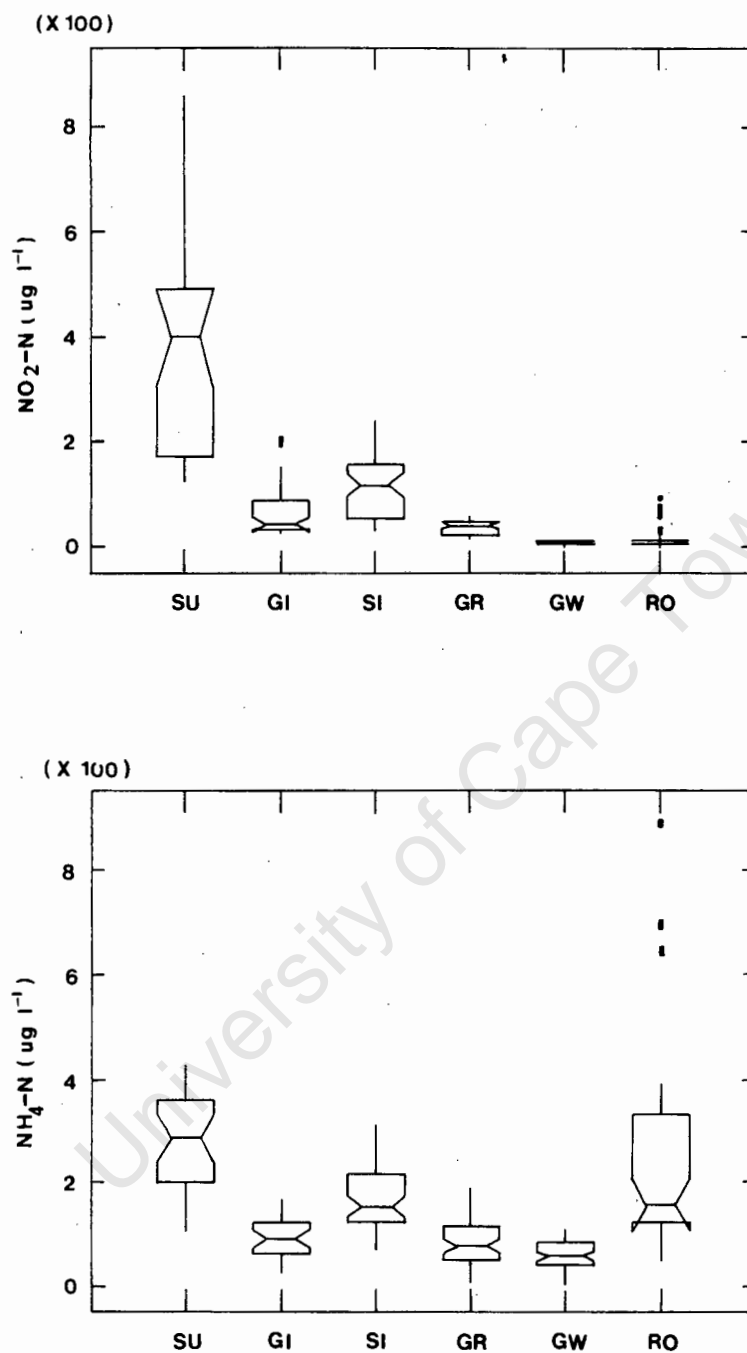 (X 100)
NO2-N (ug l-1)
8
6
4
2
0
SU GI SI GR GW RO
(X 100)
NH4-N (ug l-1)
8
6
4
2
0
SU GI SI GR GW RO
University of Cape Tow